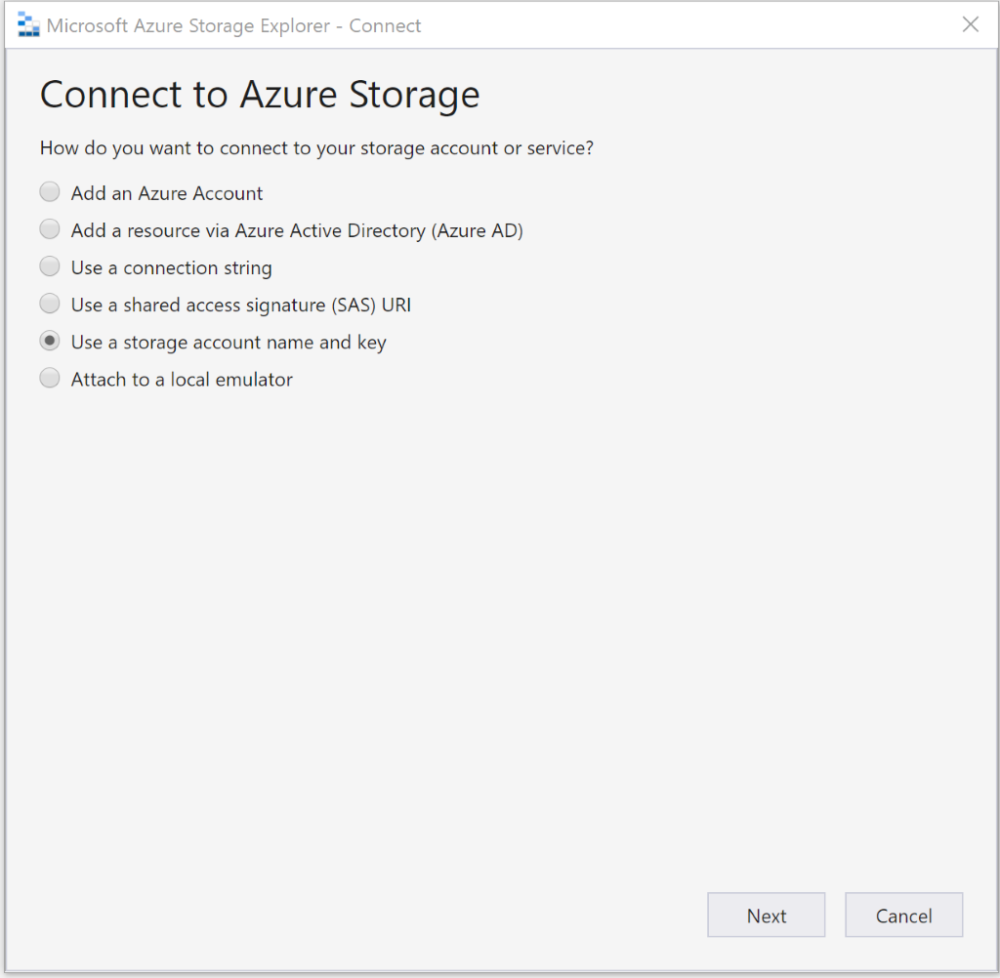 Microsoft Azure Storage Explorer - Connect
Connect to Azure Storage
How do you want to connect to your storage account or service?
Add an Azure Account
Add a resource via Azure Active Directory (Azure AD)
Use a connection string
Use a shared access signature (SAS) URI
Use a storage account name and key
Attach to a local emulator
Next Cancel